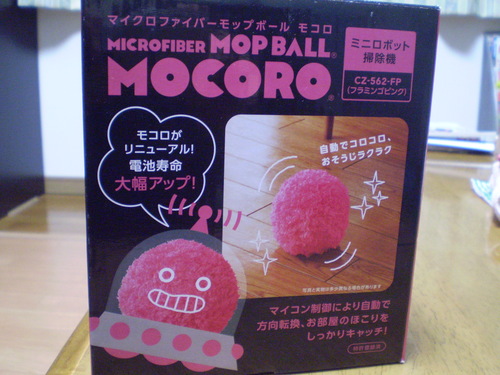 マイクロファイバーモップボール モコロ
MICROFIBER MOP BALL®
MOCORO®
ミニロボット
掃除機
CZ-562-FP
(フラミンゴピンク)
モコロが
リニューアル!
電池寿命
大幅アップ!
自動でコロコロ、
おそうじラクラク
マイコン制御により自動で
方向転換、お部屋のほこりを
しっかりキャッチ!